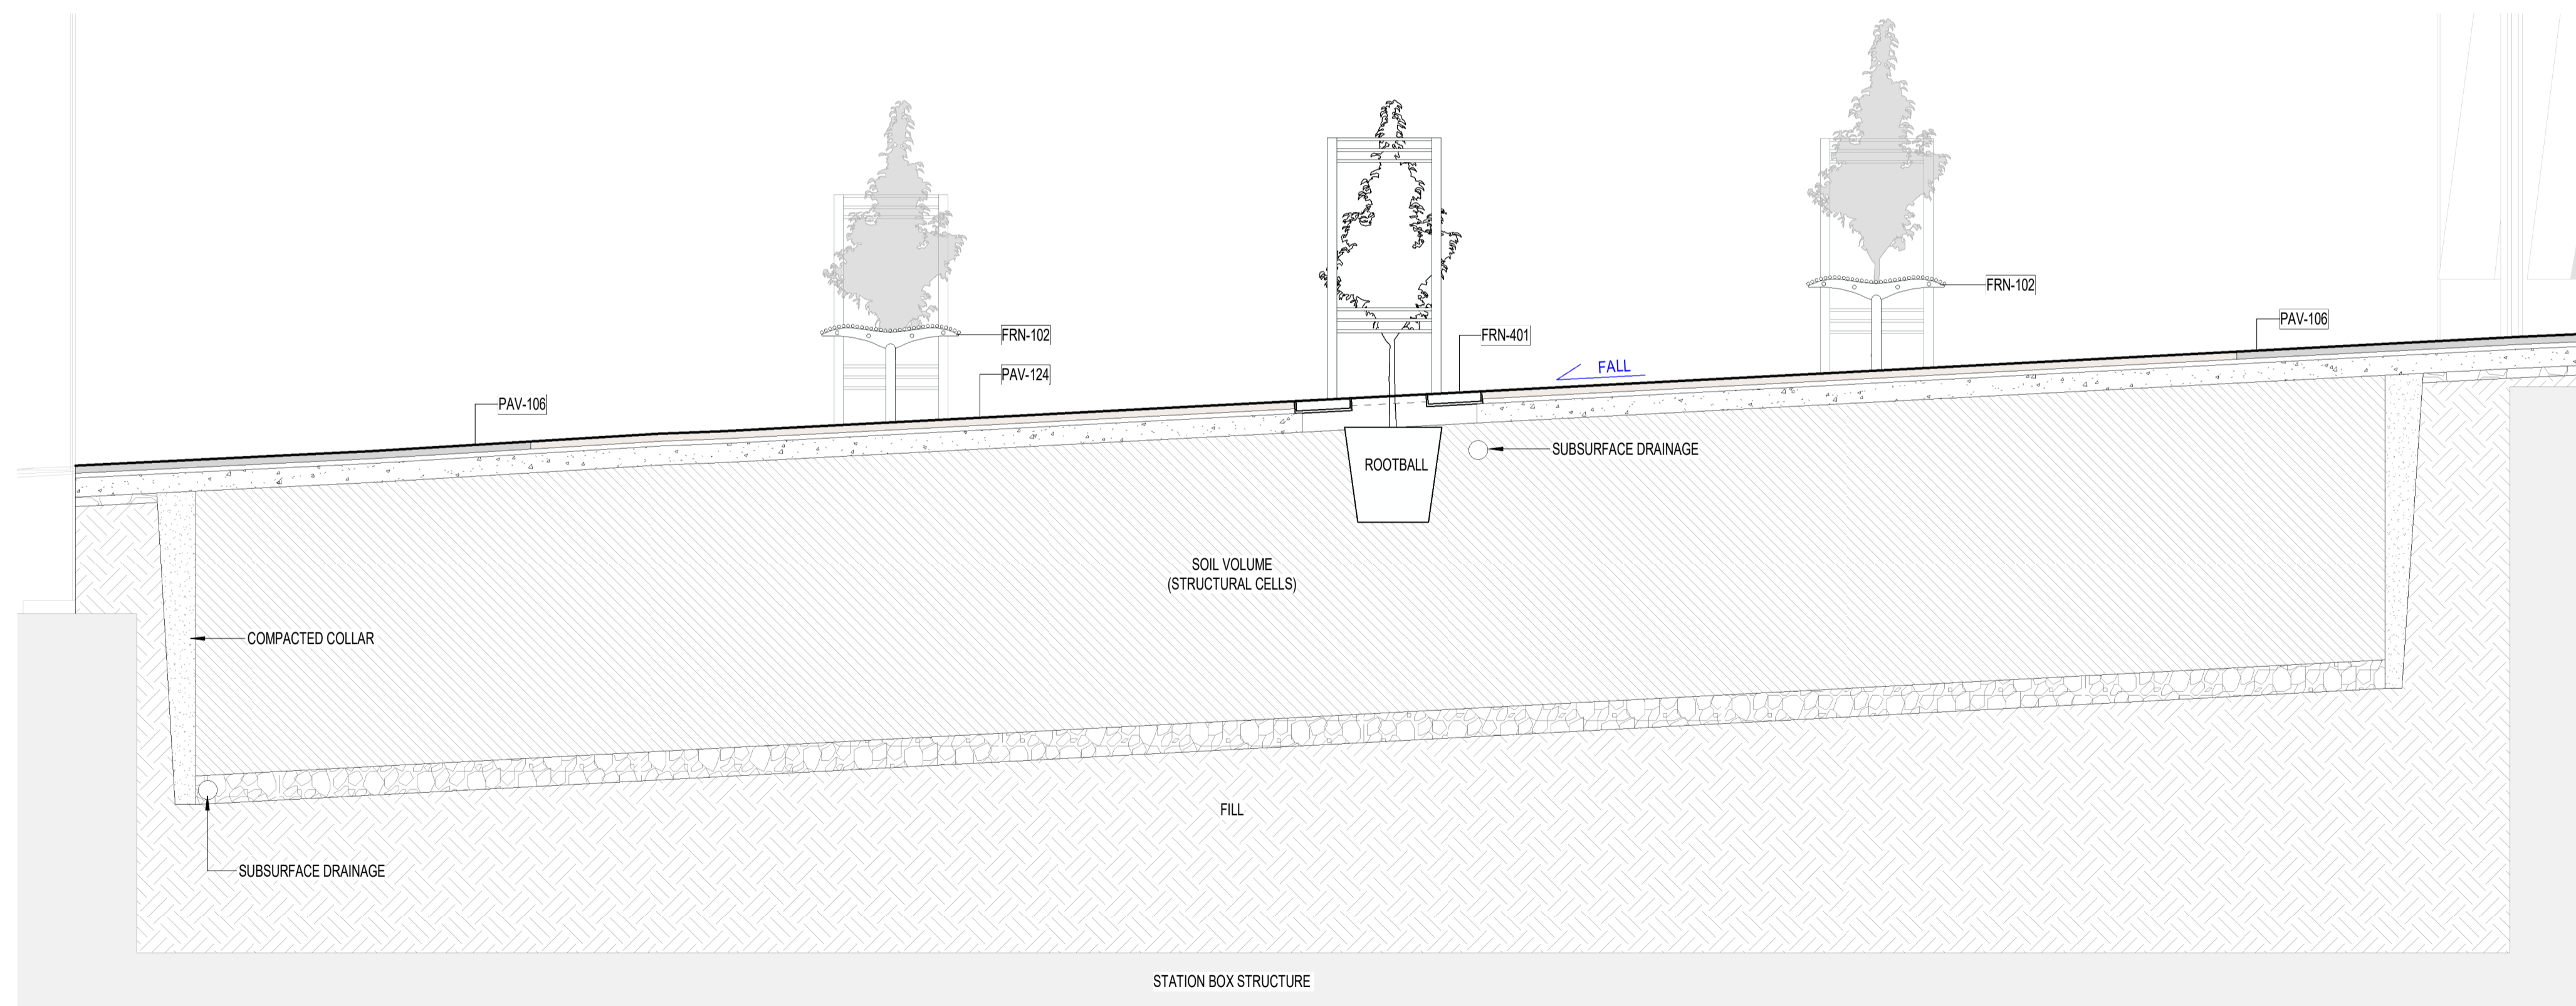 FRN-102
FRN-102
PAV-106
FRN-401
FALL
PAV-124
PAV-106
SUBSURFACE DRAINAGE
ROOTBALL
SOIL VOLUME
(STRUCTURAL CELLS)
COMPACTED COLLAR
FILL
SUBSURFACE DRAINAGE
STATION BOX STRUCTURE